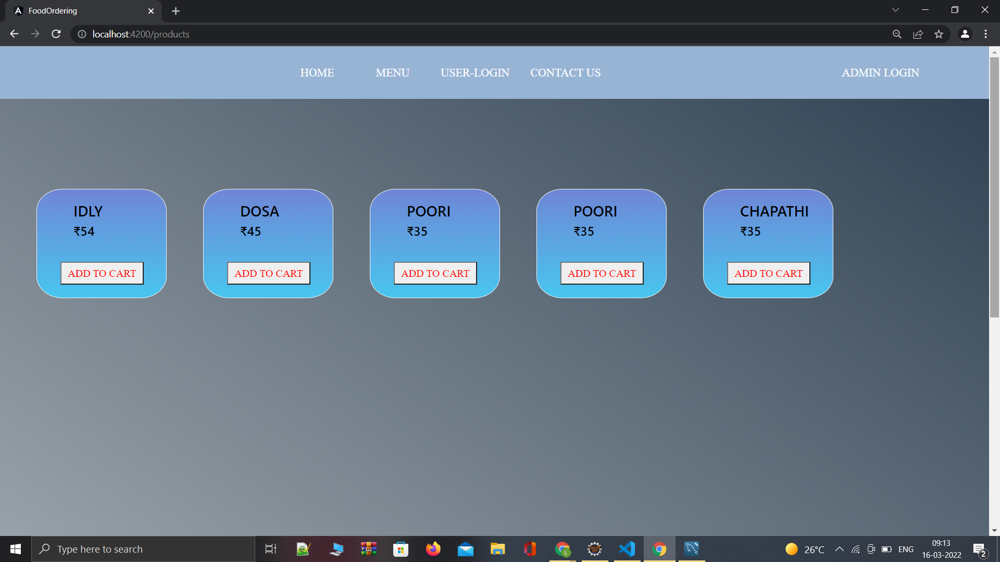 FoodOrdering
localhost:4200/products
HOME MENU USER-LOGIN CONTACT US ADMIN LOGIN
IDLY DOSA POORI POORI CHAPATHI
₹54 ₹45 ₹35 ₹35 ₹35
ADD TO CART ADD TO CART ADD TO CART ADD TO CART ADD TO CART
Type here to search
26°C ENG
09:13
16-03-2022
2